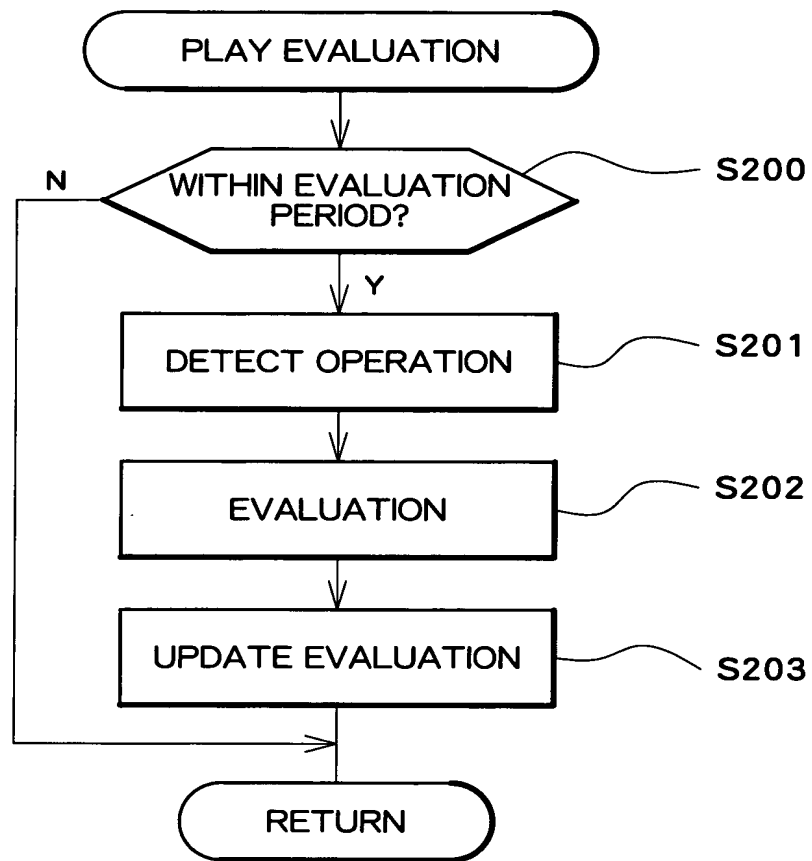 PLAY EVALUATION
WITHIN EVALUATION
PERIOD?
S200
N
Y
DETECT OPERATION
S201
EVALUATION
S202
UPDATE EVALUATION
S203
RETURN